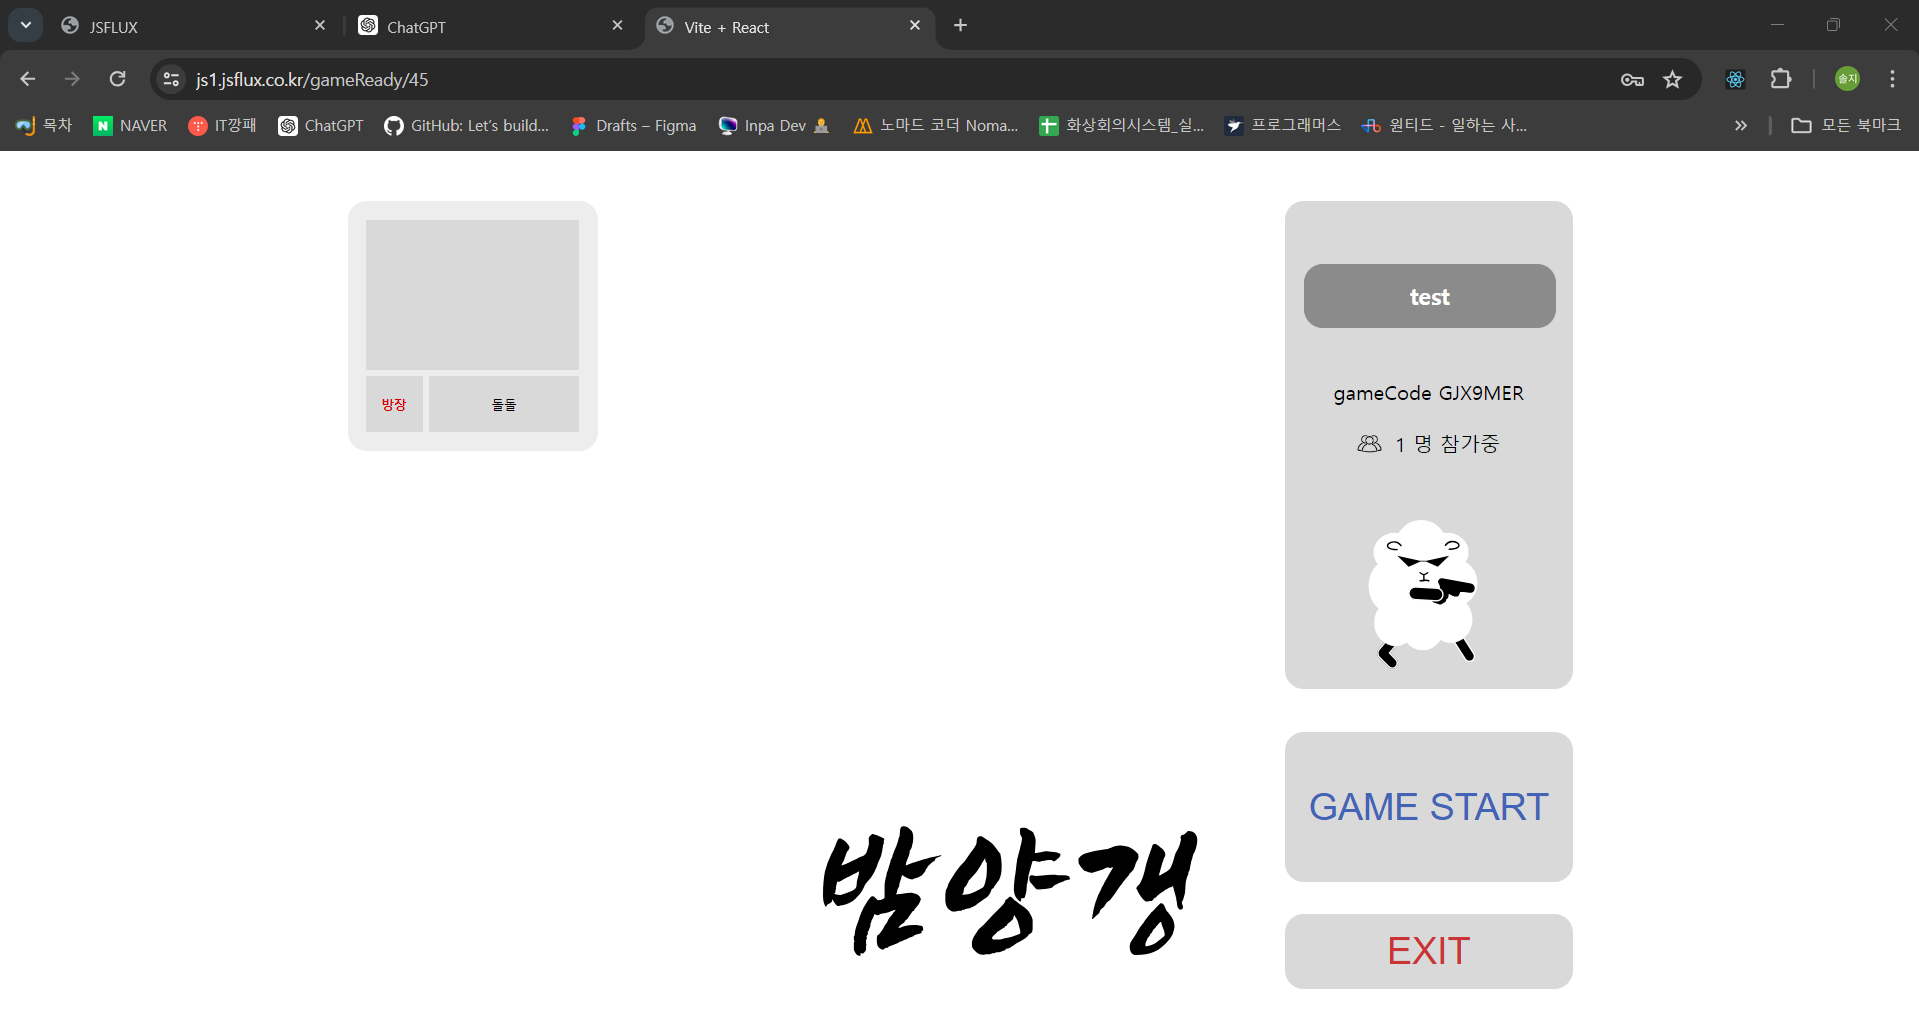 JSFLUX
ChatGPT
Vite + React
js1.jsflux.co.kr/gameReady/45
솔지
목차
NAVER
IT깡패
ChatGPT
GitHub: Let's build...
Drafts – Figma
Inpa Dev
노마드 코더 Noma...
화상회의시스템_실...
프로그래머스
원티드 - 일하는 사...
모든 북마크
방장
돌돌
test
gameCode GJX9MER
1 명 참가중
GAME START
밤양갱
EXIT